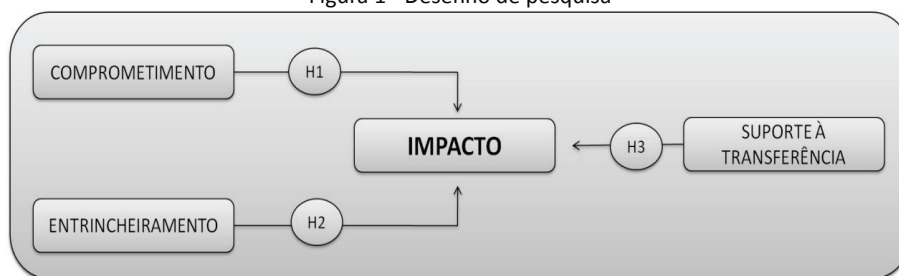 Figura 1 - Desenho de pesquisa
COMPROMETIMENTO
H1
IMPACTO
H3
SUPORTE À
TRANSFERÊNCIA
ENTRINCHEIRAMENTO
H2